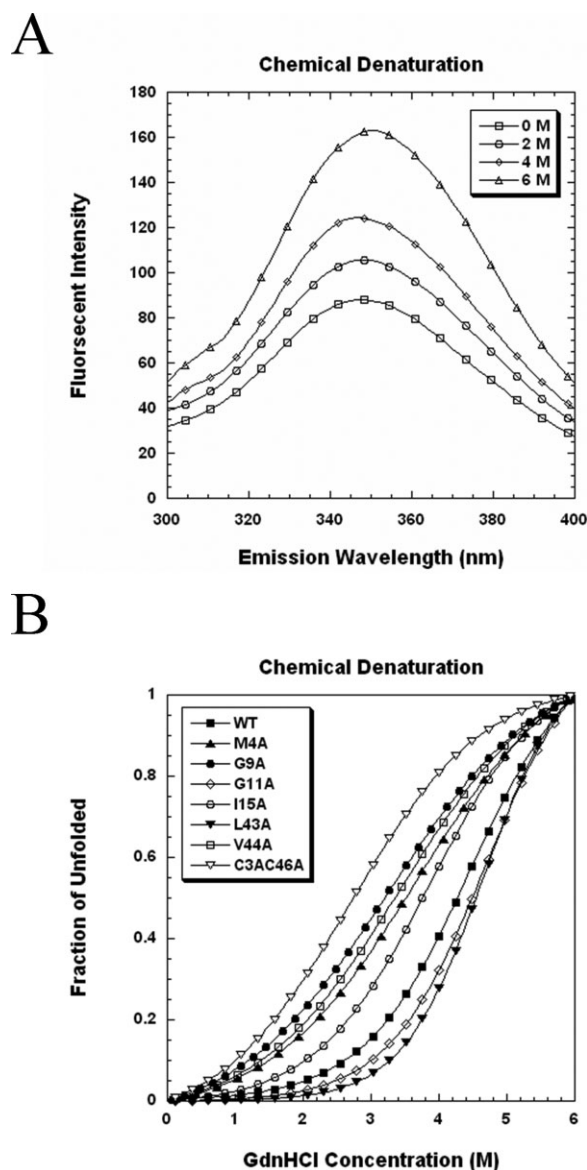 A
Chemical Denaturation
Fluorsecent Intensity
180
160
140
120
100
80
60
40
20
0
0 M
2 M
4 M
6 M
300
320
340
360
380
400
Emission Wavelength (nm)
B
Chemical Denaturation
Fraction of Unfolded
1
0.8
0.6
0.4
0.2
0
WT
M4A
G9A
G11A
I15A
L43A
V44A
C3AC46A
0
1
2
3
4
5
6
GdnHCl Concentration (M)